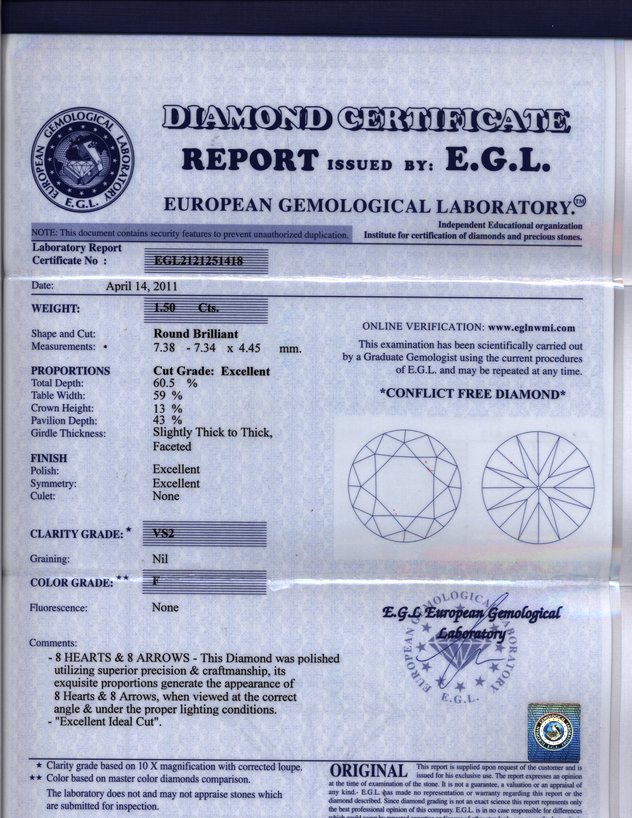 EUROPEAN GEMOLOGICAL LABORATORY
E.G.L.
DIAMOND CERTIFICATE
REPORT ISSUED BY: E.G.L.
EUROPEAN GEMOLOGICAL LABORATORY.™
NOTE: This document contains security features to prevent unauthorized duplication.
Independent Educational organization
Institute for certification of diamonds and precious stones.
Laboratory Report
Certificate No : EGL2121251418
Date: April 14, 2011
WEIGHT: 1.50 Cts.
Shape and Cut: Round Brilliant
Measurements: * 7.38 - 7.34 x 4.45 mm.
PROPORTIONS Cut Grade: Excellent
Total Depth: 60.5 %
Table Width: 59 %
Crown Height: 13 %
Pavilion Depth: 43 %
Girdle Thickness: Slightly Thick to Thick,
Faceted
FINISH
Polish: Excellent
Symmetry: Excellent
Culet: None
CLARITY GRADE: * VS2
Graining: Nil
COLOR GRADE: ** F
Fluorescence: None
Comments:
- 8 HEARTS & 8 ARROWS - This Diamond was polished
utilizing superior precision & craftmanship, its
exquisite proportions generate the appearance of
8 Hearts & 8 Arrows, when viewed at the correct
angle & under the proper lighting conditions.
- "Excellent Ideal Cut".
* Clarity grade based on 10 X magnification with corrected loupe.
** Color based on master color diamonds comparison.
The laboratory does not and may not appraise stones which
are submitted for inspection.
ONLINE VERIFICATION: www.eglnwmi.com
This examination has been scientifically carried out
by a Graduate Gemologist using the current procedures
of E.G.L. and may be repeated at any time.
*CONFLICT FREE DIAMOND*
E.G.L European Gemological
Laboratory
EUROPEAN GEMOLOGICAL LABORATORY
E.G.L.
ORIGINAL This report is supplied upon request of the customer and is
issued for his exclusive use. The report expresses an opinion
at the time of examination of the stone. It is not a guarantee, a valuation or an appraisal of
any kind.- E.G.L. has made no representation or warranty regarding this report or the
diamond described. Since diamond grading is not an exact science this report represents only
the best professional opinion of this company. E.G.L. is in no case responsible for differences